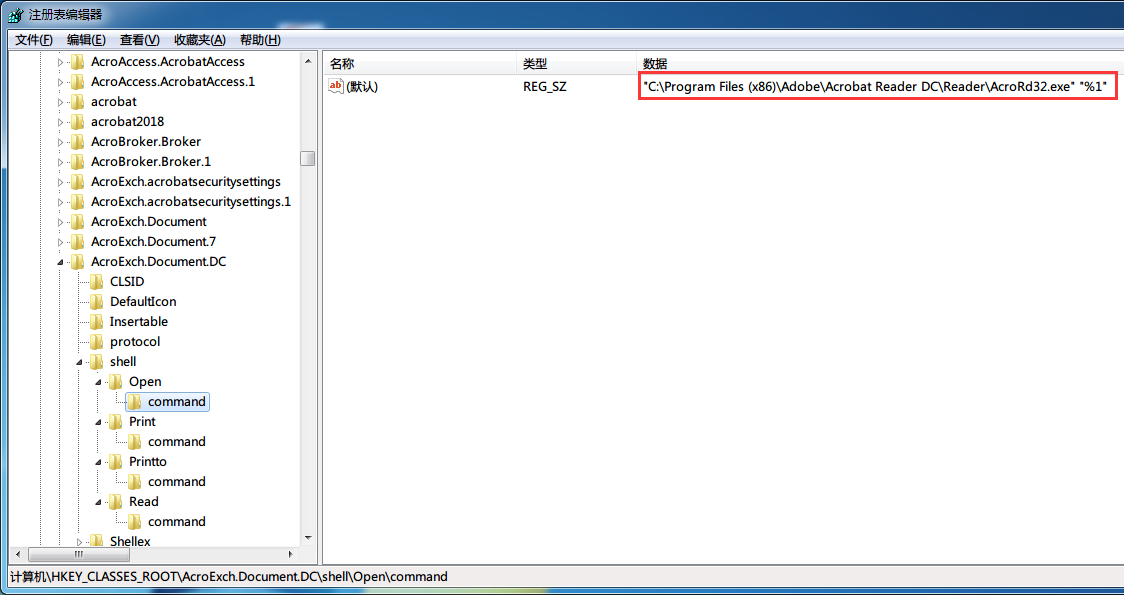 注册表编辑器
文件(F) 编辑(E) 查看(V) 收藏夹(A) 帮助(H)
AcroAccess.AcrobatAccess
AcroAccess.AcrobatAccess.1
acrobat
acrobat2018
AcroBroker.Broker
AcroBroker.Broker.1
AcroExch.acrobatsecuritysettings
AcroExch.acrobatsecuritysettings.1
AcroExch.Document
AcroExch.Document.7
AcroExch.Document.DC
CLSID
DefaultIcon
Insertable
protocol
shell
Open
command
Print
command
Printto
command
Read
command
Shellex
名称 类型 数据
ab (默认) REG_SZ "C:\Program Files (x86)\Adobe\Acrobat Reader DC\Reader\AcroRd32.exe" "%1"
计算机\HKEY_CLASSES_ROOT\AcroExch.Document.DC\shell\Open\command